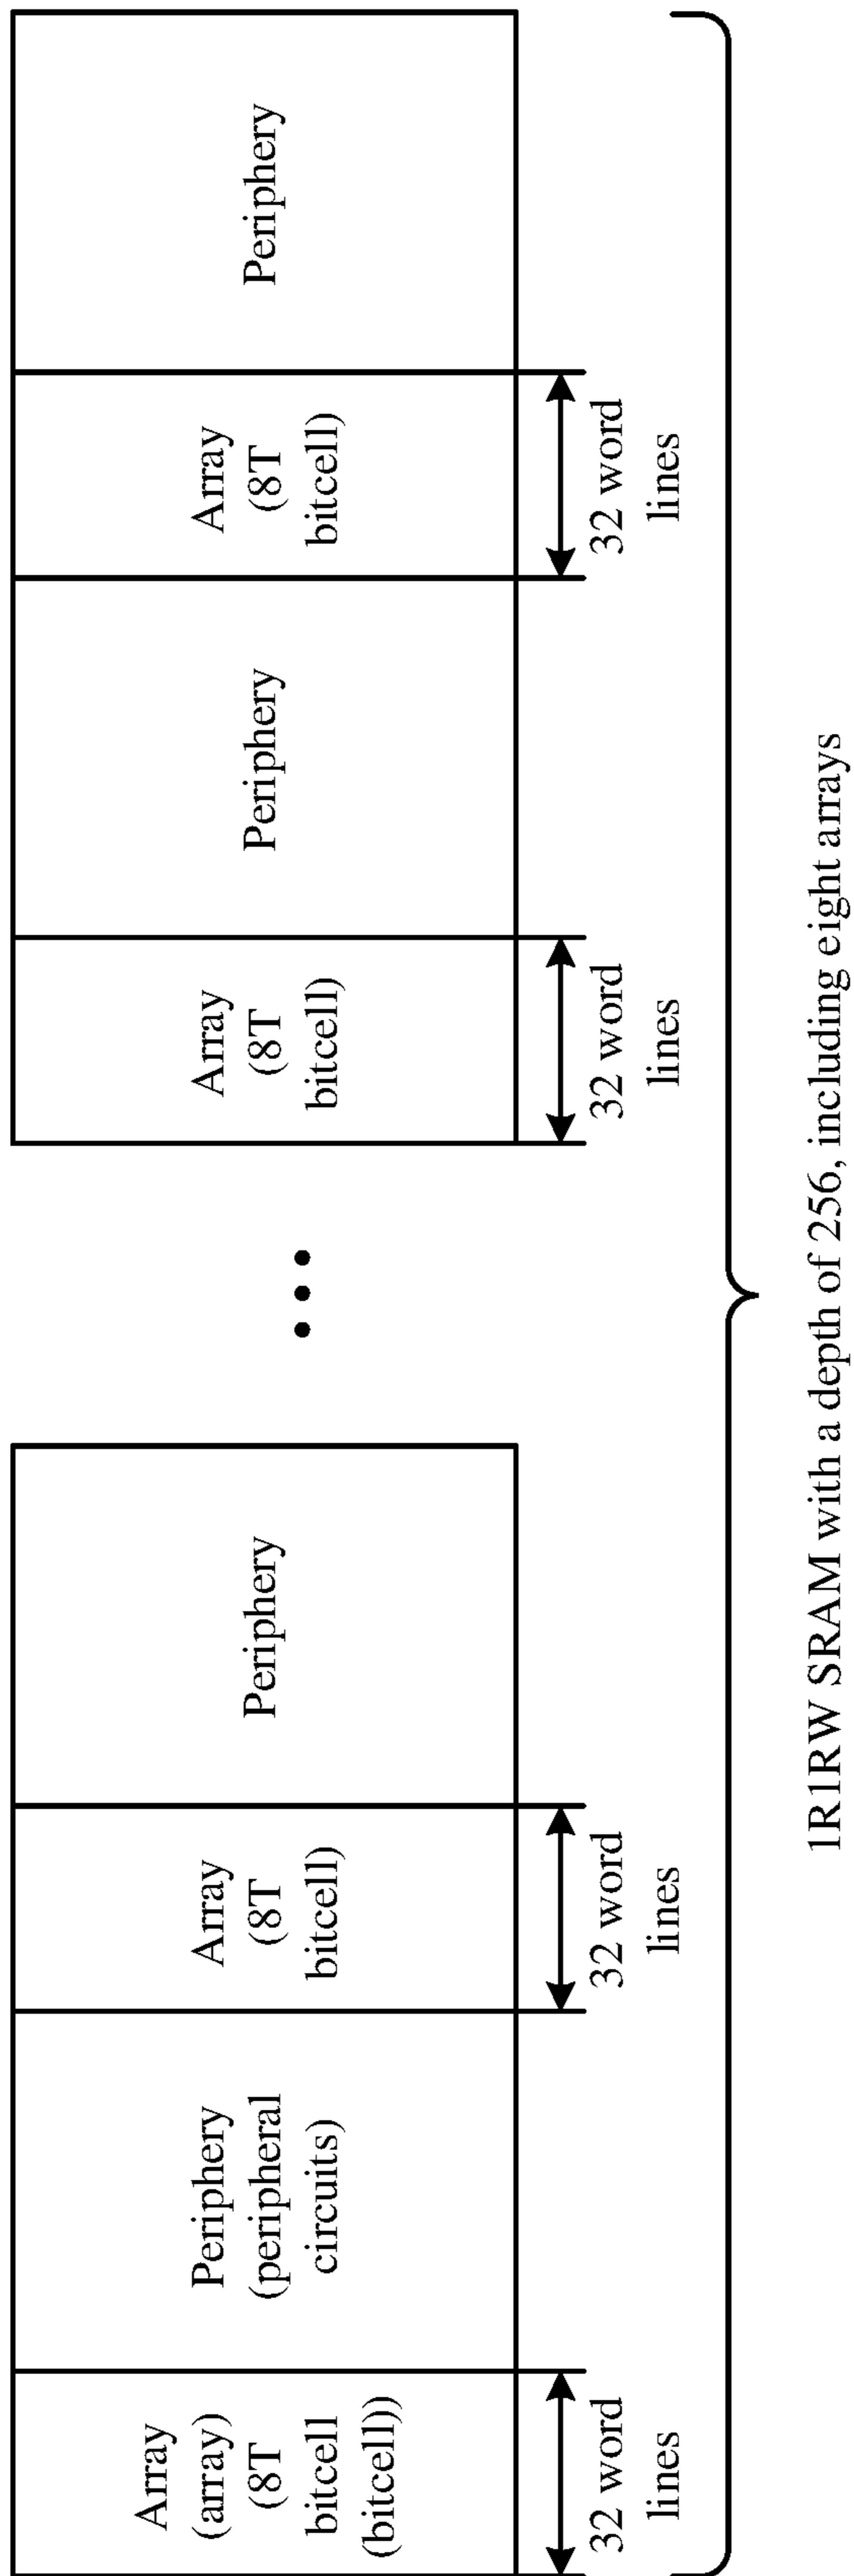 Array
(array)
(8T
bitcell
(bitcell))
Periphery
(peripheral
circuits)
Array
(8T
bitcell)
Periphery
Array
(8T
bitcell)
Periphery
Array
(8T
bitcell)
Periphery
32 word
lines
32 word
lines
32 word
lines
32 word
lines
1R1RW SRAM with a depth of 256, including eight arrays